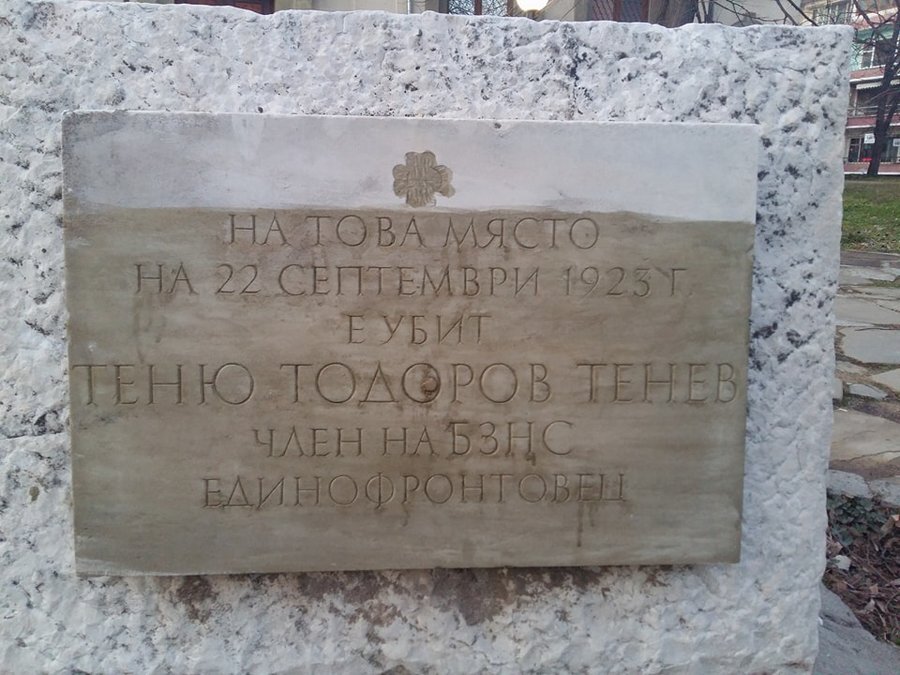 НА ТОВА МЯСТО
НА 22 СЕПТЕМВРИ 1923 Г.
Е УБИТ
ТЕНЮ ТОДОРОВ ТЕНЕВ
ЧЛЕН НА БЗНС
ЕДИНОФРОНТОВЕЦ